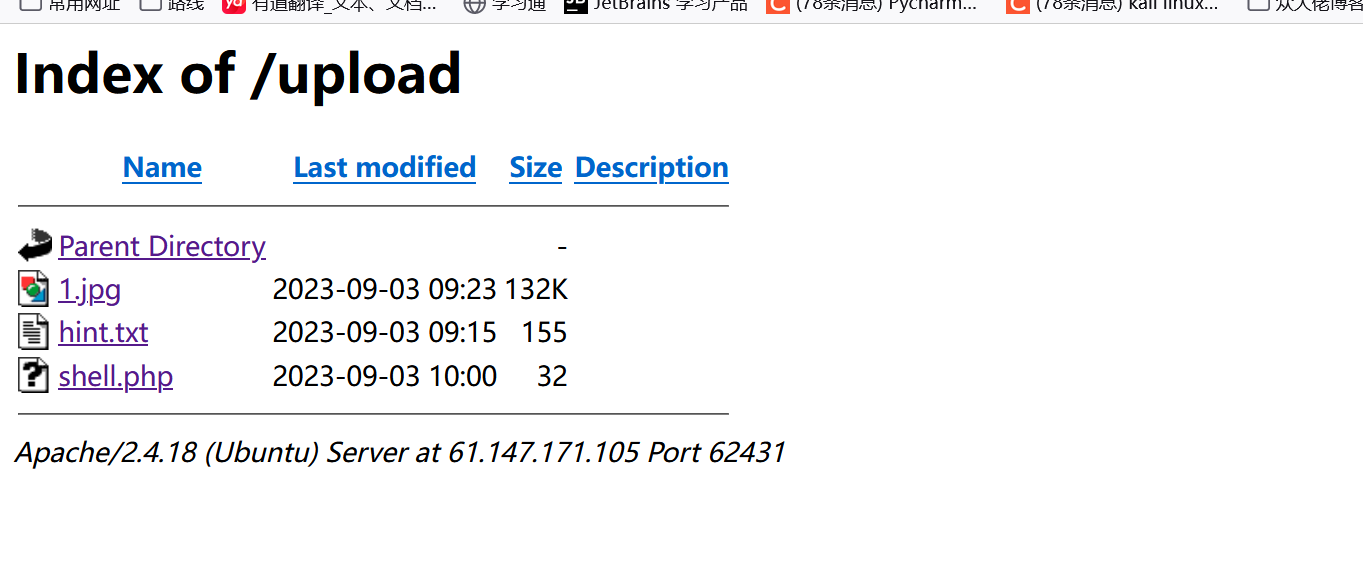 常用网址 路线 yd 有道翻译_文本、文档... 学习通 JB JetBrains 学习产品 C (78条消息) Pycharm... C (78条消息) kali linux... 众大佬博客
Index of /upload
Name Last modified Size Description
Parent Directory -
1.jpg 2023-09-03 09:23 132K
hint.txt 2023-09-03 09:15 155
shell.php 2023-09-03 10:00 32
Apache/2.4.18 (Ubuntu) Server at 61.147.171.105 Port 62431